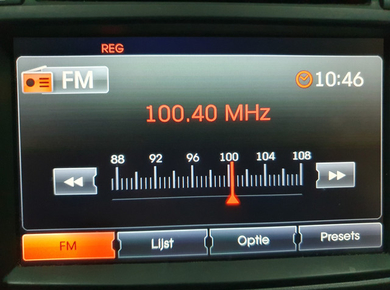 REG
FM
10:46
100.40 MHz
88 92 96 100 104 108
FM Lijst Optie Presets